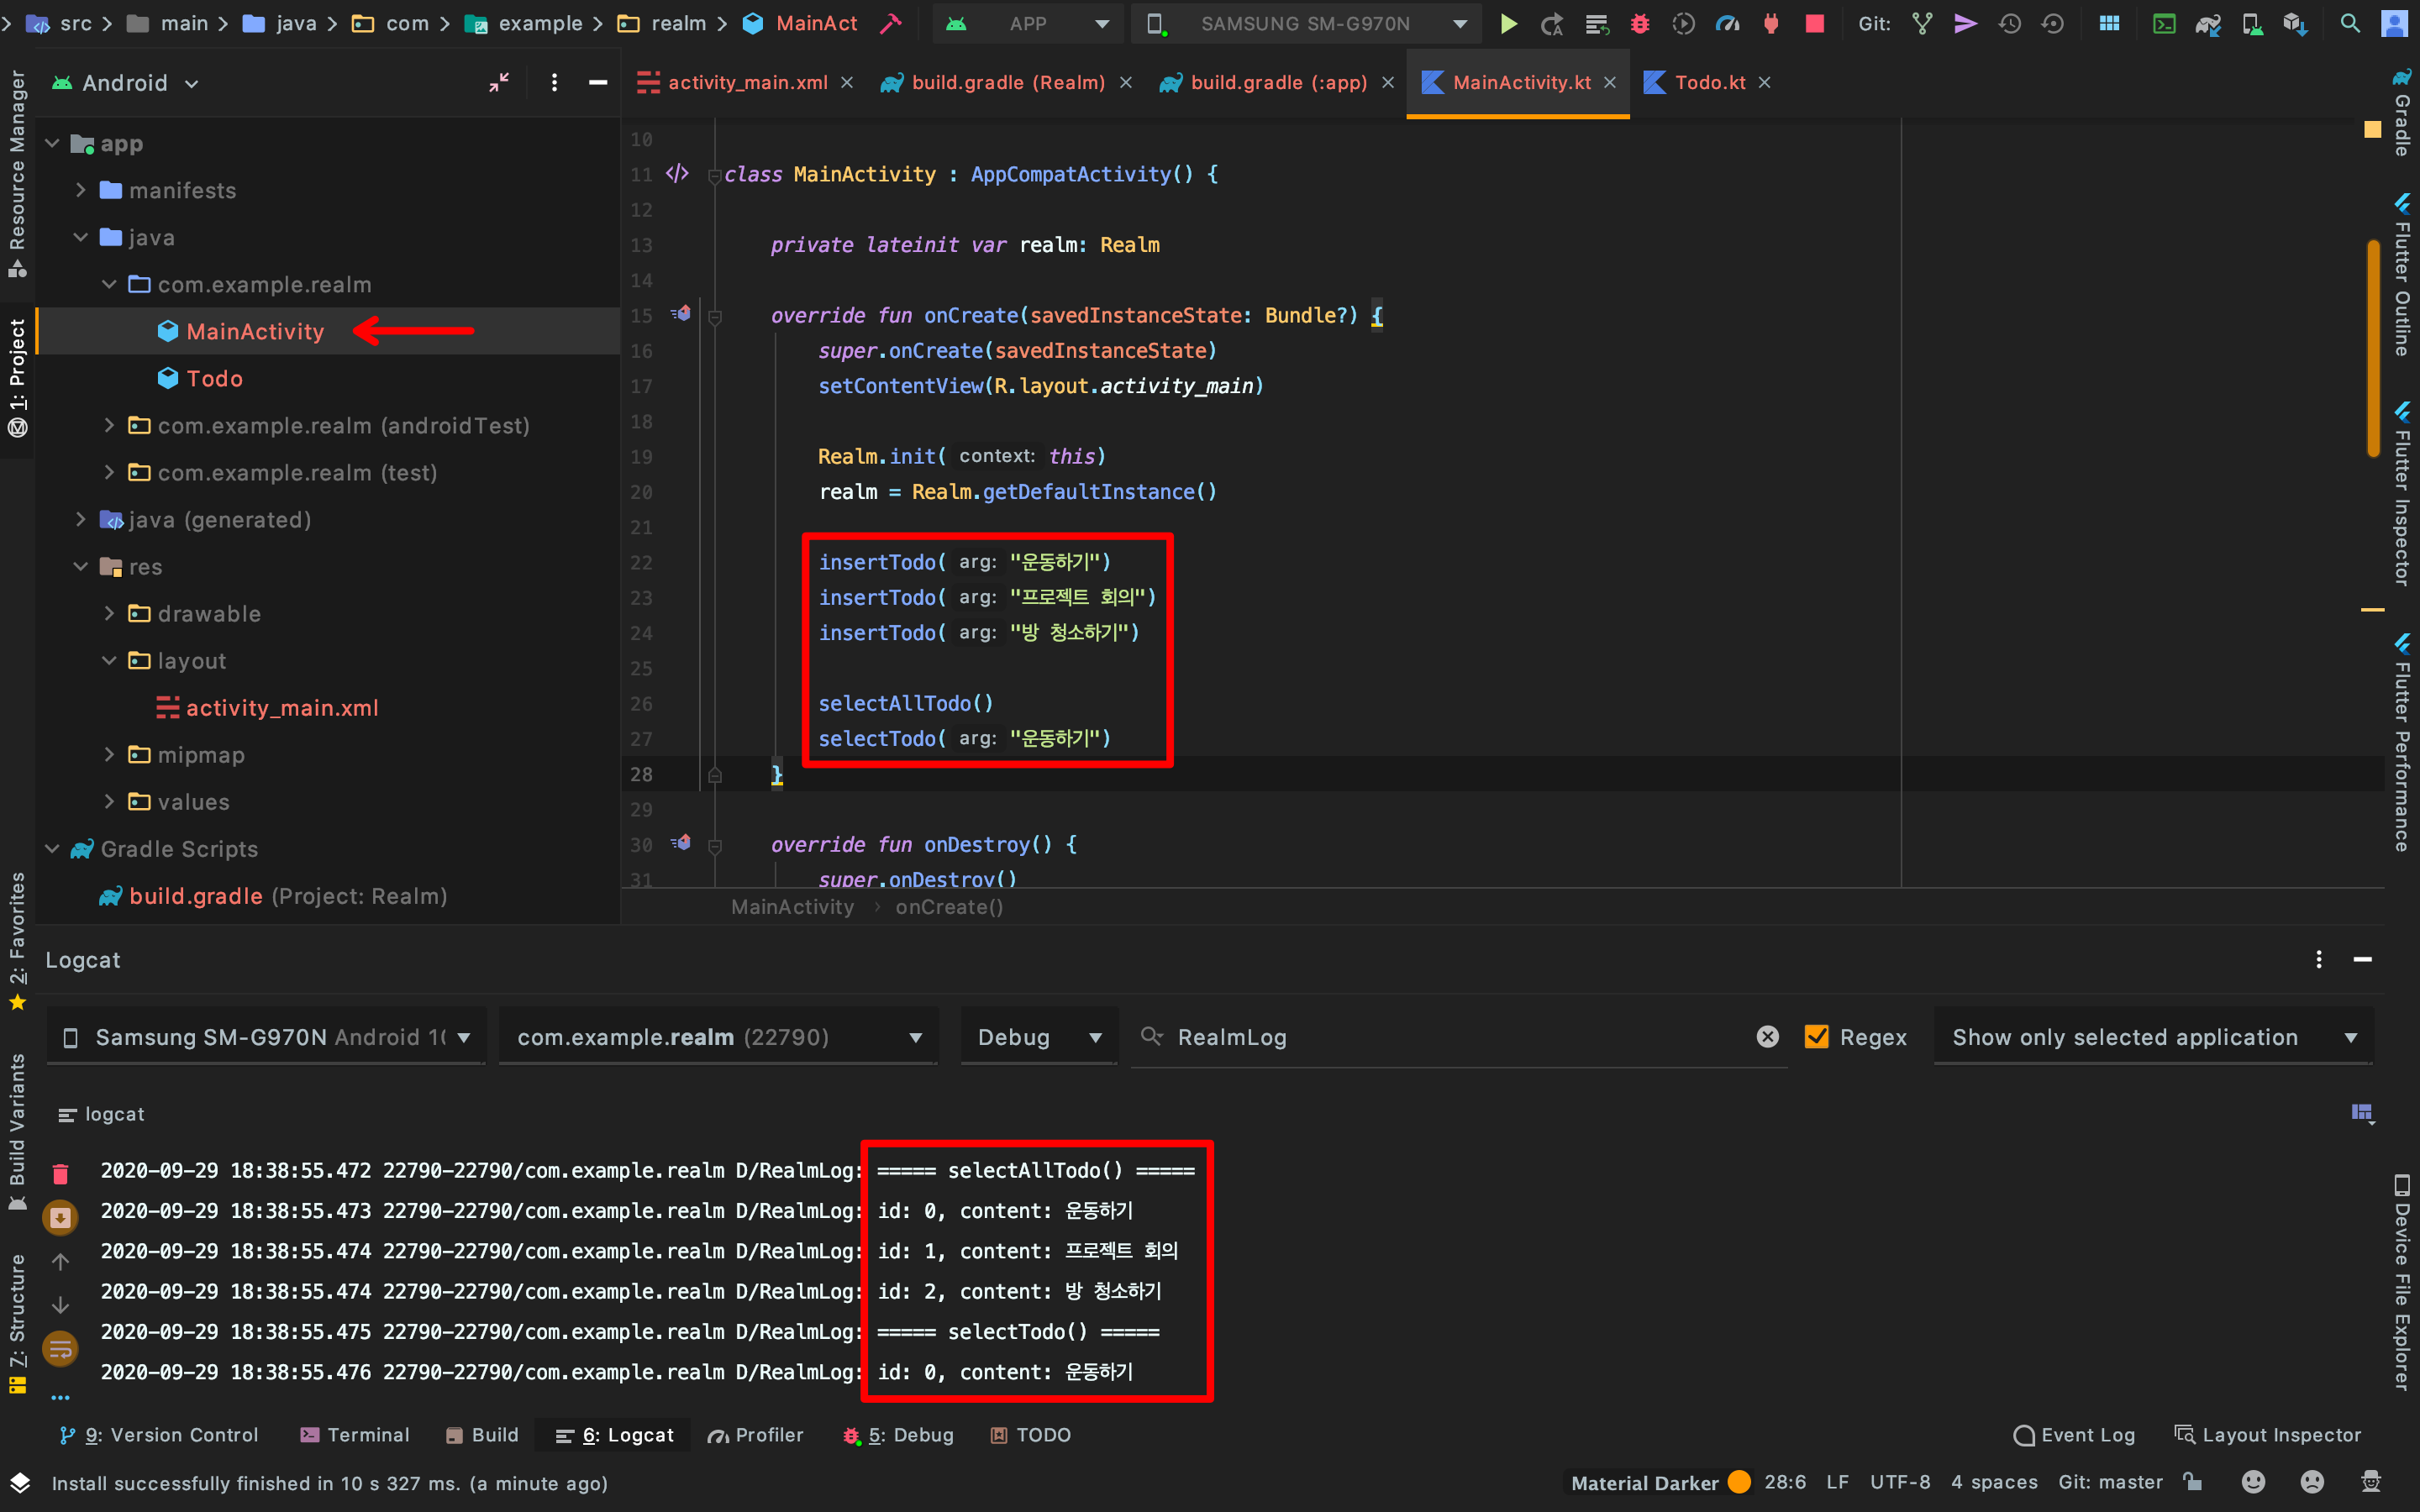 src main java com example realm MainAct APP SAMSUNG SM-G970N Git:
Android
activity_main.xml build.gradle (Realm) build.gradle (:app) MainActivity.kt Todo.kt
Resource Manager
1: Project
2: Favorites
Build Variants
7: Structure
app
manifests
java
com.example.realm
MainActivity
Todo
com.example.realm (androidTest)
com.example.realm (test)
java (generated)
res
drawable
layout
activity_main.xml
mipmap
values
Gradle Scripts
build.gradle (Project: Realm)
10
11 class MainActivity : AppCompatActivity() {
12
13 private lateinit var realm: Realm
14
15 override fun onCreate(savedInstanceState: Bundle?) {
16 super.onCreate(savedInstanceState)
17 setContentView(R.layout.activity_main)
18
19 Realm.init( context: this)
20 realm = Realm.getDefaultInstance()
21
22 insertTodo( arg: "운동하기")
23 insertTodo( arg: "프로젝트 회의")
24 insertTodo( arg: "방 청소하기")
25
26 selectAllTodo()
27 selectTodo( arg: "운동하기")
28 }
29
30 override fun onDestroy() {
31 super.onDestroy()
MainActivity onCreate()
Gradle
Flutter Outline
Flutter Inspector
Flutter Performance
Device File Explorer
Logcat
Samsung SM-G970N Android 10 com.example.realm (22790) Debug RealmLog Regex Show only selected application
logcat
2020-09-29 18:38:55.472 22790-22790/com.example.realm D/RealmLog: ===== selectAllTodo() =====
2020-09-29 18:38:55.473 22790-22790/com.example.realm D/RealmLog: id: 0, content: 운동하기
2020-09-29 18:38:55.474 22790-22790/com.example.realm D/RealmLog: id: 1, content: 프로젝트 회의
2020-09-29 18:38:55.474 22790-22790/com.example.realm D/RealmLog: id: 2, content: 방 청소하기
2020-09-29 18:38:55.475 22790-22790/com.example.realm D/RealmLog: ===== selectTodo() =====
2020-09-29 18:38:55.476 22790-22790/com.example.realm D/RealmLog: id: 0, content: 운동하기
9: Version Control Terminal Build 6: Logcat Profiler 5: Debug TODO Event Log Layout Inspector
Install successfully finished in 10 s 327 ms. (a minute ago) Material Darker 28:6 LF UTF-8 4 spaces Git: master